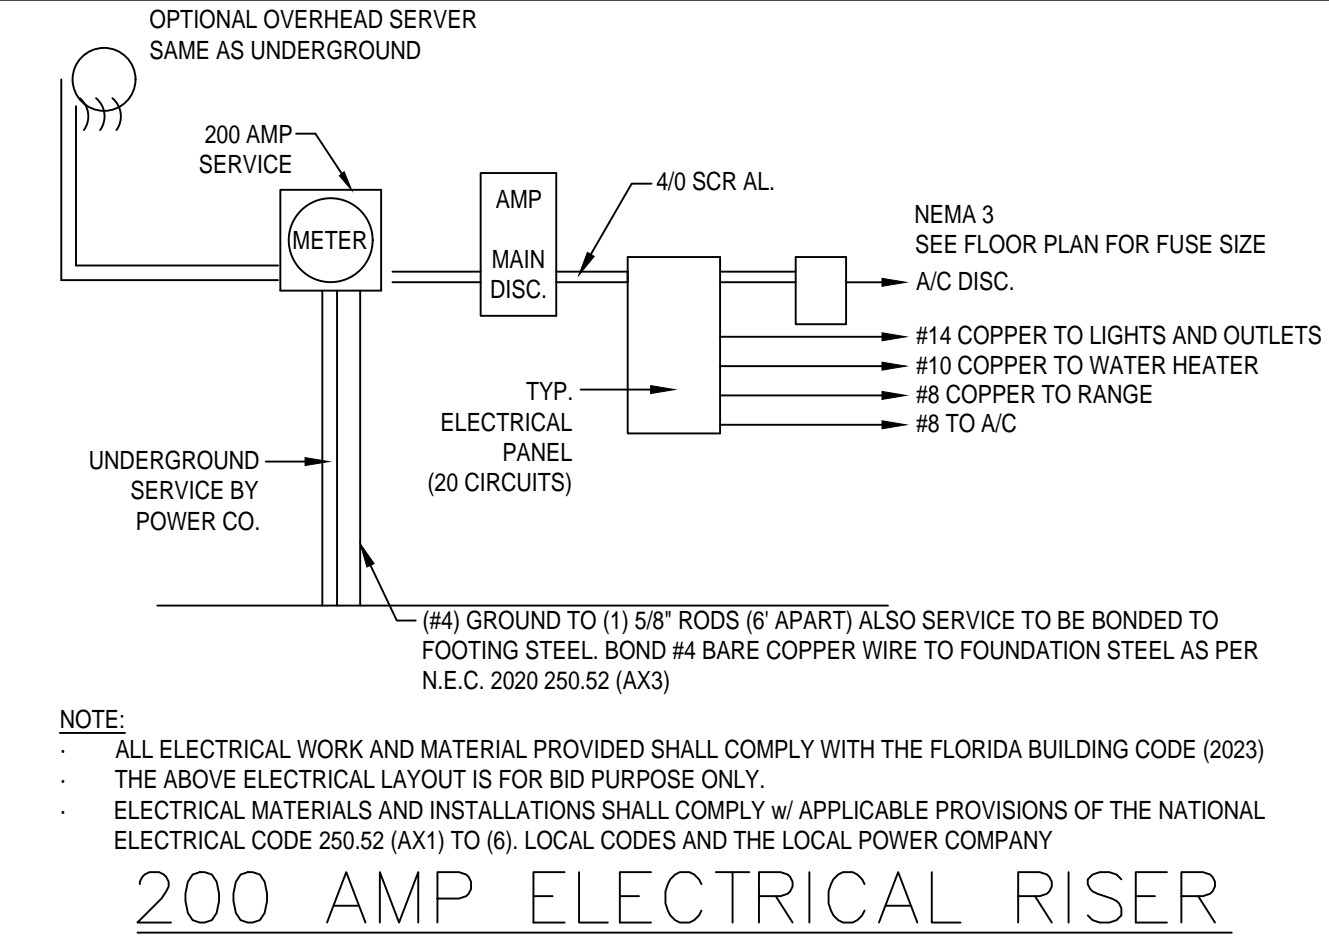 OPTIONAL OVERHEAD SERVER
SAME AS UNDERGROUND
200 AMP
SERVICE
METER
AMP
MAIN
DISC.
4/0 SCR AL.
NEMA 3
SEE FLOOR PLAN FOR FUSE SIZE
A/C DISC.
#14 COPPER TO LIGHTS AND OUTLETS
#10 COPPER TO WATER HEATER
#8 COPPER TO RANGE
#8 TO A/C
TYP.
ELECTRICAL
PANEL
(20 CIRCUITS)
UNDERGROUND
SERVICE BY
POWER CO.
(#4) GROUND TO (1) 5/8" RODS (6' APART) ALSO SERVICE TO BE BONDED TO
FOOTING STEEL. BOND #4 BARE COPPER WIRE TO FOUNDATION STEEL AS PER
N.E.C. 2020 250.52 (AX3)
NOTE:
· ALL ELECTRICAL WORK AND MATERIAL PROVIDED SHALL COMPLY WITH THE FLORIDA BUILDING CODE (2023)
· THE ABOVE ELECTRICAL LAYOUT IS FOR BID PURPOSE ONLY.
· ELECTRICAL MATERIALS AND INSTALLATIONS SHALL COMPLY w/ APPLICABLE PROVISIONS OF THE NATIONAL
ELECTRICAL CODE 250.52 (AX1) TO (6). LOCAL CODES AND THE LOCAL POWER COMPANY
200 AMP ELECTRICAL RISER